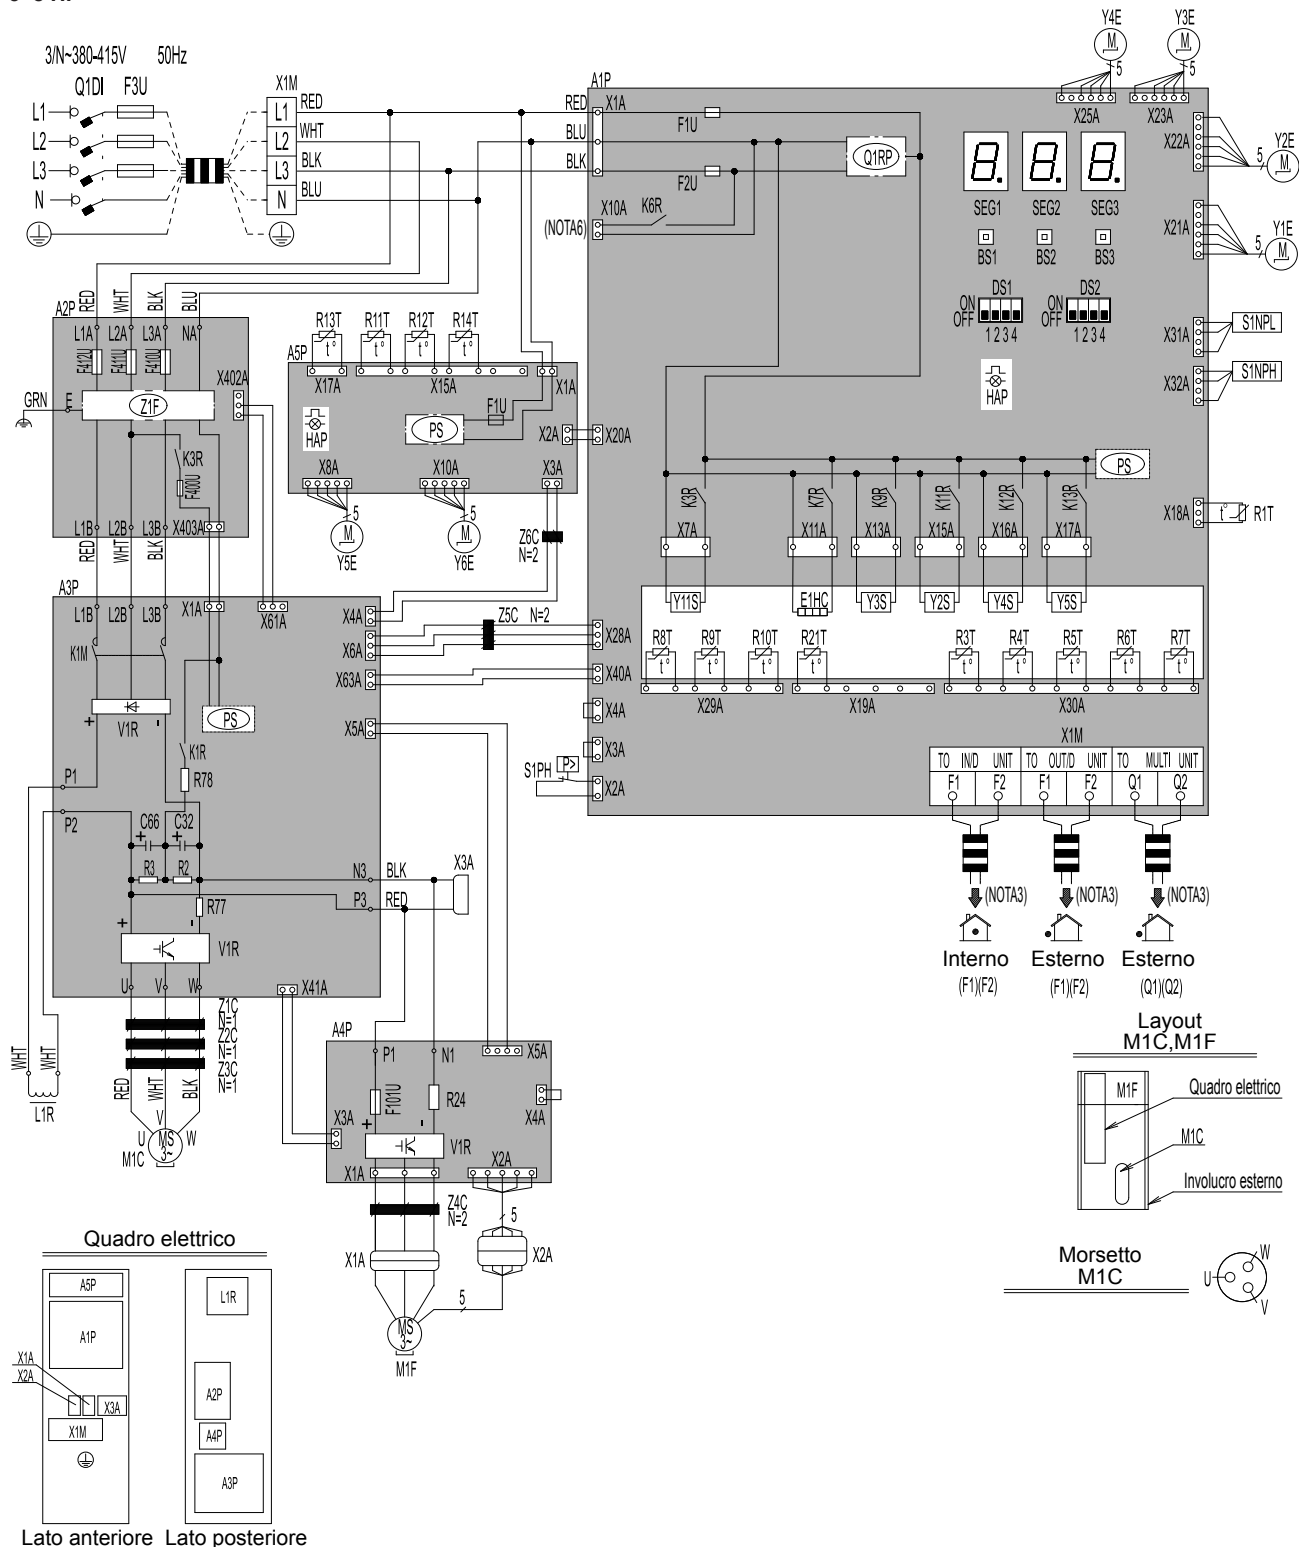 3/N~380-415V 50Hz
Q1DI F3U X1M
L1 L1 RED
L2 L2 WHT
L3 L3 BLK
N N BLU
A1P
RED X1A F1U
BLU
BLK F2U Q1RP
X10A K6R
(NOTA6)
Y4E M 5 X25A
Y3E M 5 X23A
X22A 5 Y2E M
X21A 5 Y1E M
SEG1 SEG2 SEG3
BS1 BS2 BS3
DS1 ON OFF 1 2 3 4
DS2 ON OFF 1 2 3 4
HAP
X31A S1NPL
X32A S1NPH
X18A t° R1T
PS
K3R K7R K9R K11R K12R K13R
X7A X11A X13A X15A X16A X17A
Y11S E1HC Y3S Y2S Y4S Y5S
R8T R9T R10T R21T R3T R4T R5T R6T R7T
t° t° t° t° t° t° t° t° t°
X29A X19A X30A
X20A
X28A
X40A
X4A
X3A
X2A
S1PH P>
X1M
TO IN/D UNIT TO OUT/D UNIT TO MULTI UNIT
F1 F2 F1 F2 Q1 Q2
(NOTA3) (NOTA3) (NOTA3)
Interno Esterno Esterno
(F1)(F2) (F1)(F2) (Q1)(Q2)
RED WHT BLK BLU
A2P
L1A L2A L3A NA
F412U F411U F410U
X402A
GRN E Z1F
K3R
F400U
L1B L2B L3B X403A
RED WHT BLK
A5P
R13T R11T R12T R14T
t° t° t° t°
X17A X15A X1A
HAP PS F1U
X2A
X8A X10A X3A
5 M Y5E
5 M Y6E
Z6C
N=2
A3P
L1B L2B L3B X1A X61A
X4A
X6A
X63A
X5A
Z5C N=2
K1M
+ - V1R
PS
K1R
R78
P1
P2
C66 C32
+ +
R3 R2
R77
N3 BLK X3A
P3 RED
+ - V1R
U V W
X41A
Z1C
N=1
Z2C
N=1
Z3C
N=1
WHT WHT
L1R
RED WHT BLK
U V W
MS
3~
M1C
A4P
P1 N1 X5A
F101U R24
X4A
X3A
+ - V1R
X1A X2A
Z4C
N=2
5
X1A X2A
5
MS
3~
M1F
Layout
M1C,M1F
M1F
Quadro elettrico
M1C
Involucro esterno
Morsetto
M1C
U W V
Quadro elettrico
A5P
A1P
X1A
X2A
X3A
X1M
L1R
A2P
A4P
A3P
Lato anteriore Lato posteriore